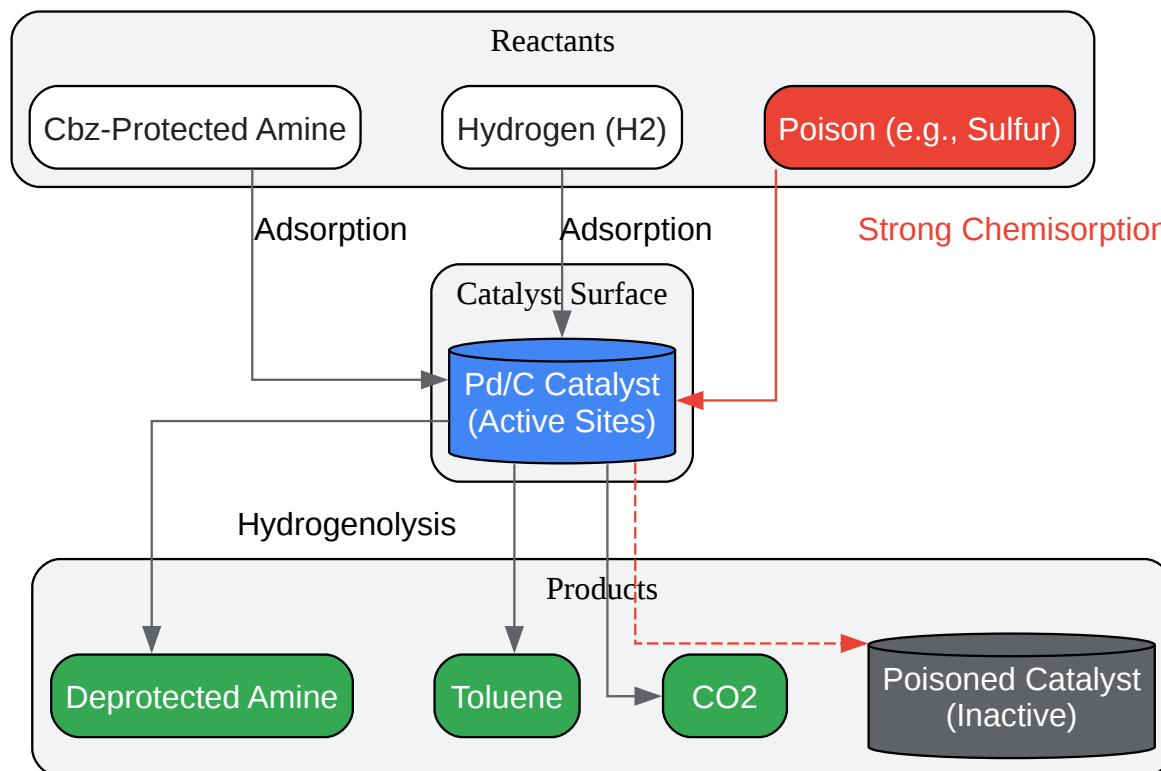 Reactants
Cbz-Protected Amine
Hydrogen (H2)
Poison (e.g., Sulfur)
Adsorption
Adsorption
Strong Chemisorption
Catalyst Surface
Pd/C Catalyst
(Active Sites)
Hydrogenolysis
Products
Deprotected Amine
Toluene
CO2
Poisoned Catalyst
(Inactive)